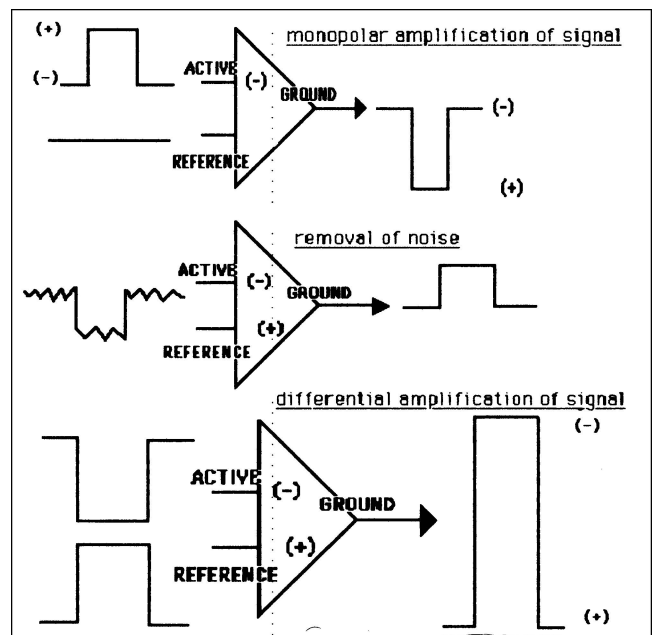 monopolar amplification of signal
(+)
(-)
ACTIVE
(-)
GROUND
REFERENCE
(-)
(+)
removal of noise
ACTIVE
(-)
GROUND
(+)
REFERENCE
differential amplification of signal
(-)
ACTIVE
(-)
GROUND
(+)
REFERENCE
(+)